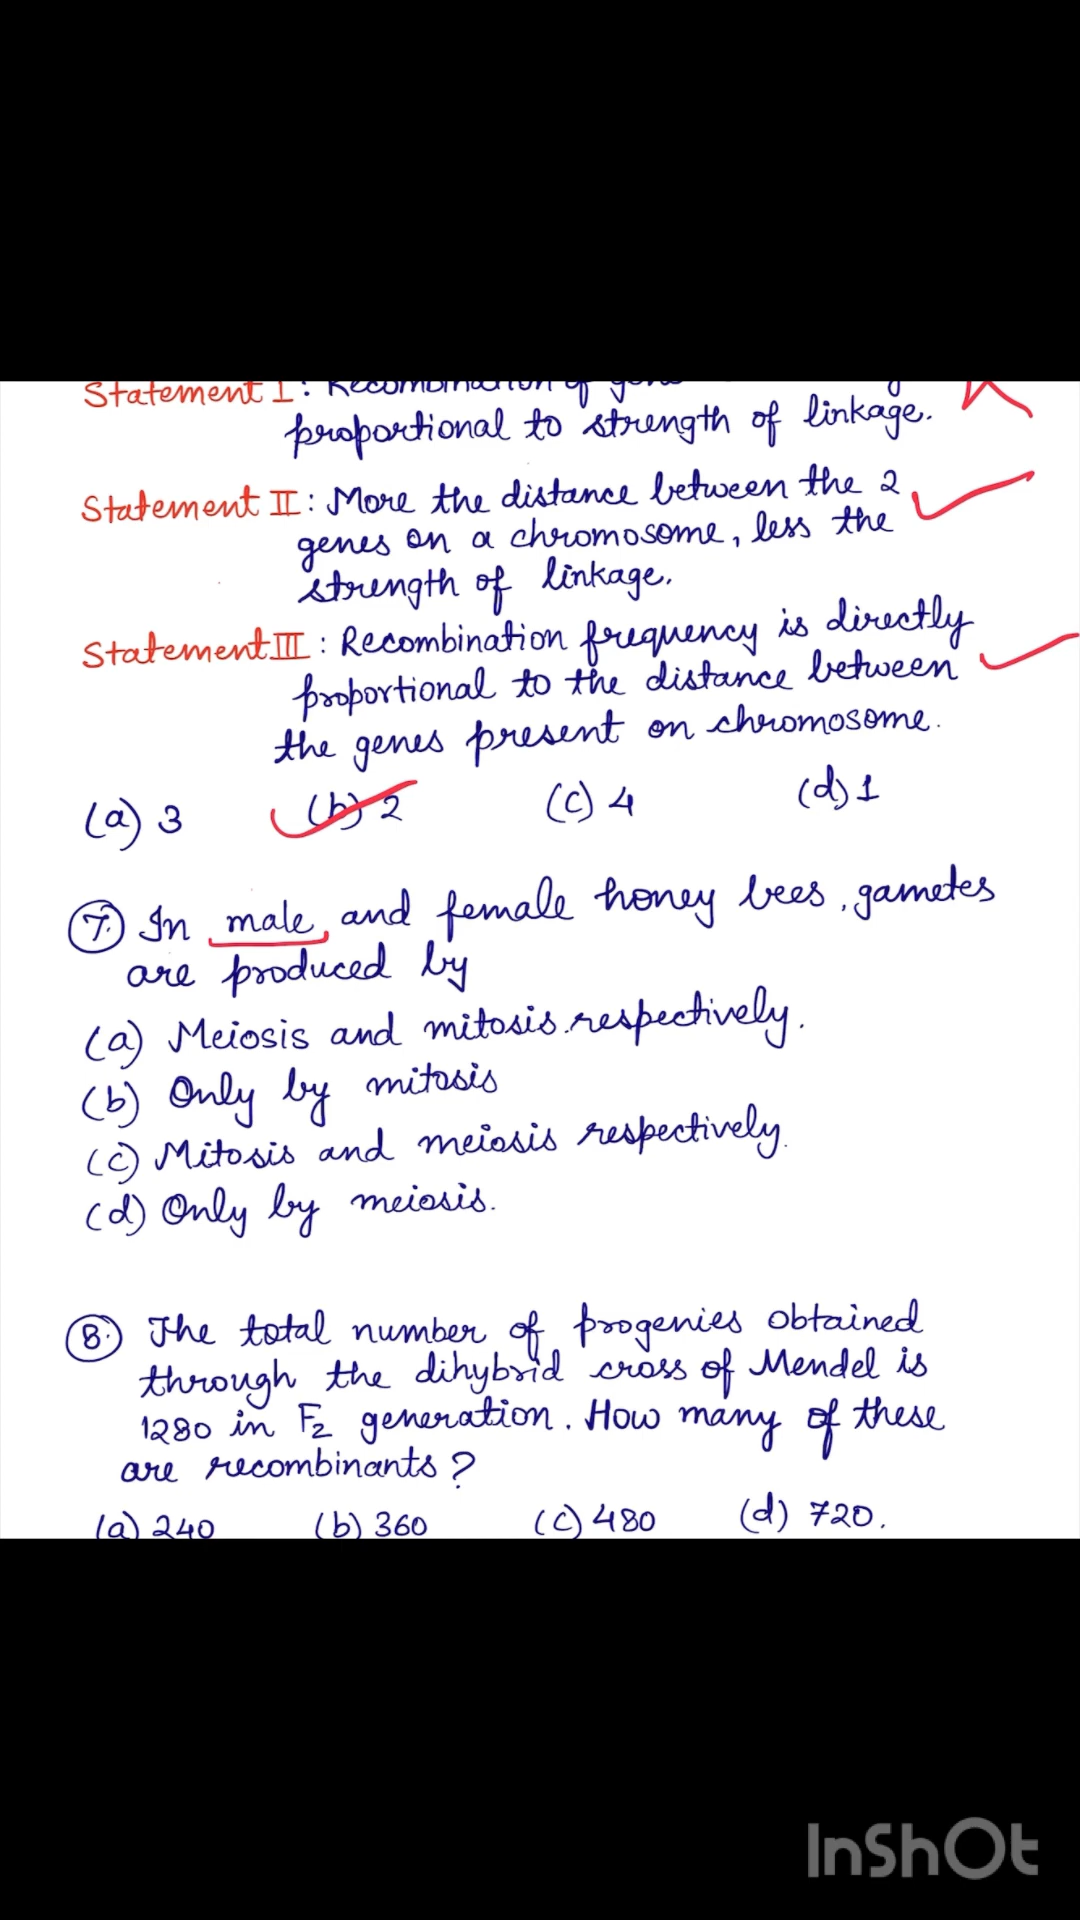 Statement I: Recombination of
proportional to strength of linkage.
Statement II: More the distance between the 2
genes on a chromosome, less the
strength of linkage.
Statement III: Recombination frequency is directly
proportional to the distance between
the genes present on chromosome.
(a) 3 (b) 2 (c) 4 (d) 1
7. In male, and female honey bees, gametes
are produced by
(a) Meiosis and mitosis respectively.
(b) Only by mitosis
(c) Mitosis and meiosis respectively.
(d) Only by meiosis.
8. The total number of progenies obtained
through the dihybrid cross of Mendel is
1280 in F2 generation. How many of these
are recombinants?
(a) 240 (b) 360 (c) 480 (d) 720.
InShOt